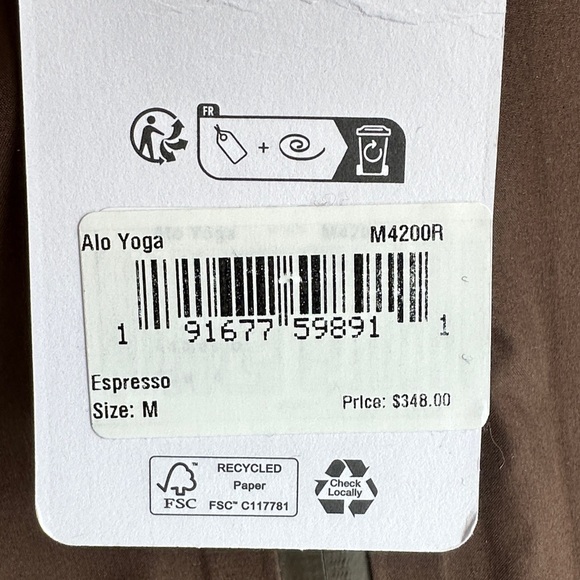 FR
+
Alo Yoga M4200R
1 91677 59891 1
Espresso
Size: M Price: $348.00
FSC™
RECYCLED
Paper
FSC™ C117781
Check
Locally